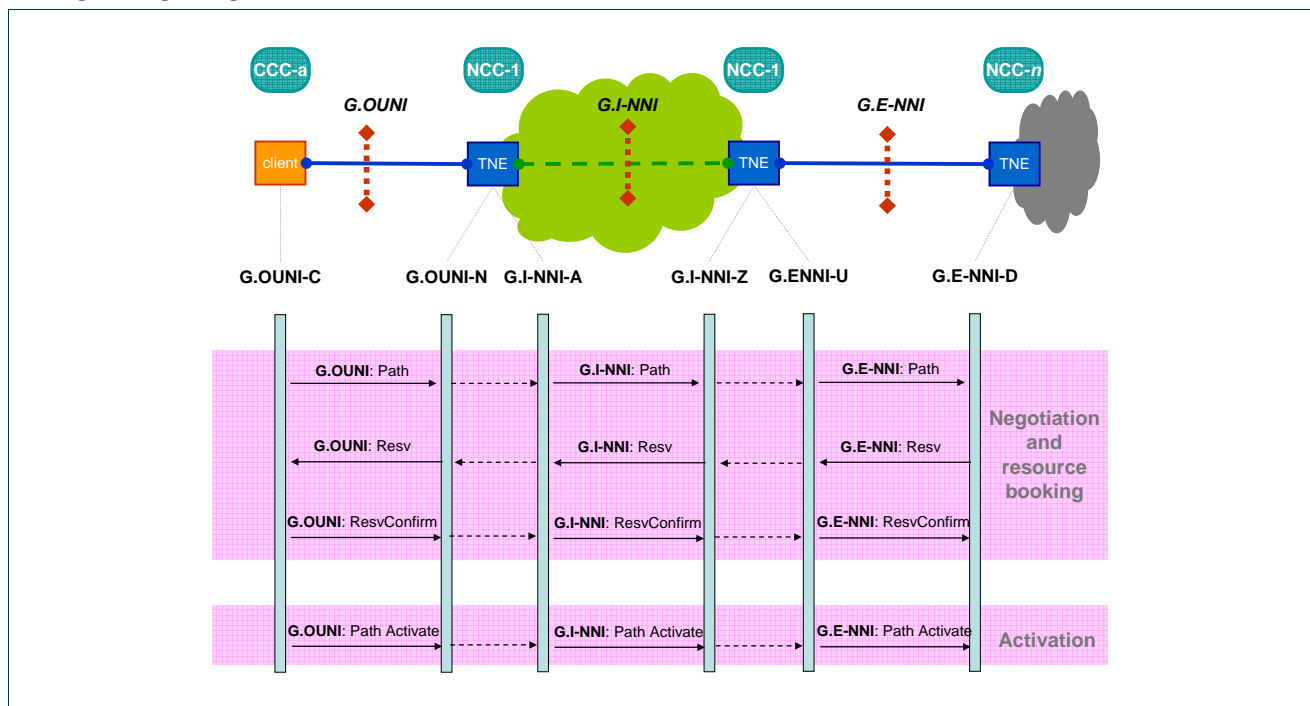 CCC-a
NCC-1
NCC-1
NCC-n
G.OUNI
G.I-NNI
G.E-NNI
client
TNE
TNE
TNE
G.OUNI-C
G.OUNI-N
G.I-NNI-A
G.I-NNI-Z
G.ENNI-U
G.E-NNI-D
G.OUNI: Path
G.I-NNI: Path
G.E-NNI: Path
G.OUNI: Resv
G.I-NNI: Resv
G.E-NNI: Resv
G.OUNI: ResvConfirm
G.I-NNI: ResvConfirm
G.E-NNI: ResvConfirm
Negotiation
and
resource
booking
G.OUNI: Path Activate
G.I-NNI: Path Activate
G.E-NNI: Path Activate
Activation